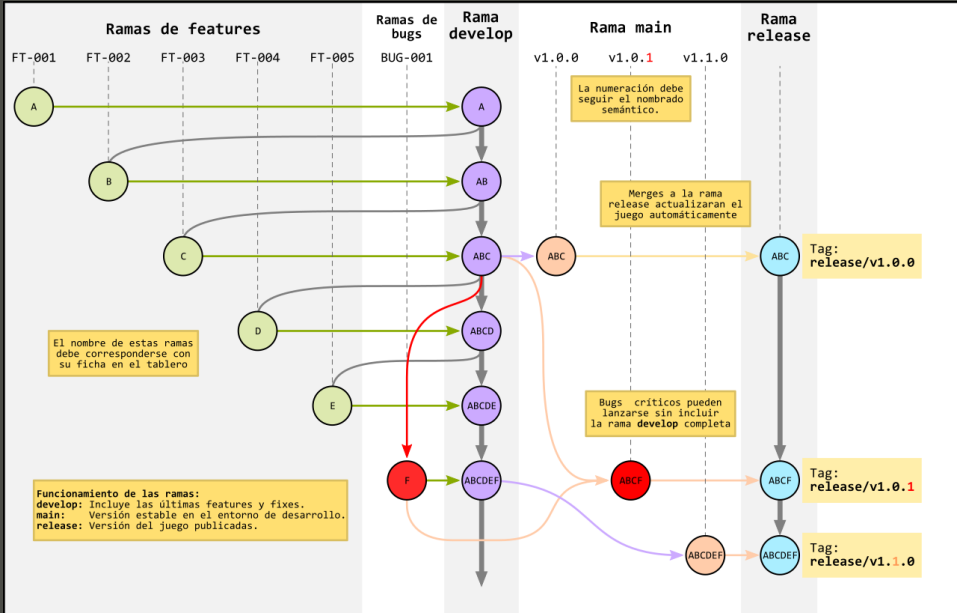 Ramas de features
Ramas de
bugs
Rama
develop
Rama main
Rama
release
FT-001
FT-002
FT-003
FT-004
FT-005
BUG-001
v1.0.0
v1.0.1
v1.1.0
La numeración debe
seguir el nombrado
semántico.
A
A
B
AB
Merges a la rama
release actualizaran el
juego automáticamente
C
ABC
ABC
ABC
Tag:
release/v1.0.0
D
ABCD
El nombre de estas ramas
debe corresponderse con
su ficha en el tablero
E
ABCDE
Bugs críticos pueden
lanzarse sin incluir
la rama develop completa
F
ABCDEF
ABCF
ABCF
Tag:
release/v1.0.1
Funcionamiento de las ramas:
develop: Incluye las últimas features y fixes.
main: Versión estable en el entorno de desarrollo.
release: Versión del juego publicadas.
ABCDEF
ABCDEF
Tag:
release/v1.1.0